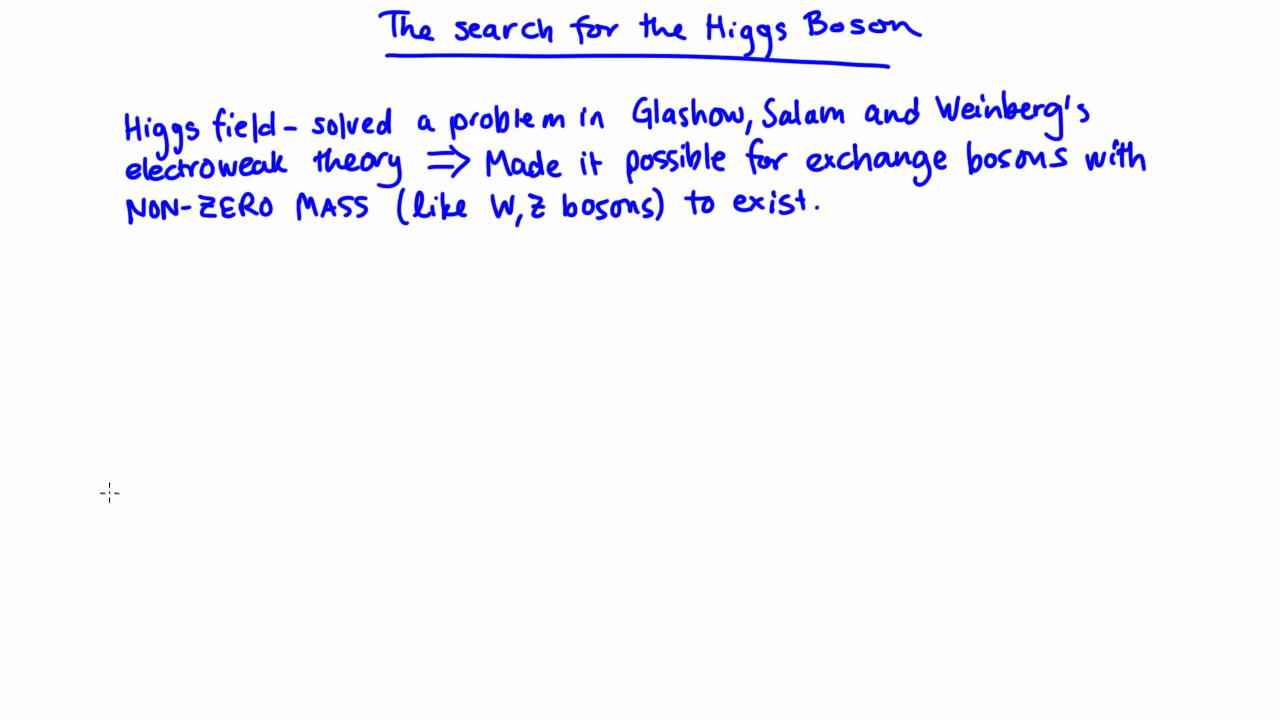 The search for the Higgs Boson
Higgs field - solved a problem in Glashow, Salam and Weinberg's
electroweak theory ⇒ Made it possible for exchange bosons with
NON-ZERO MASS (like W, Z bosons) to exist.